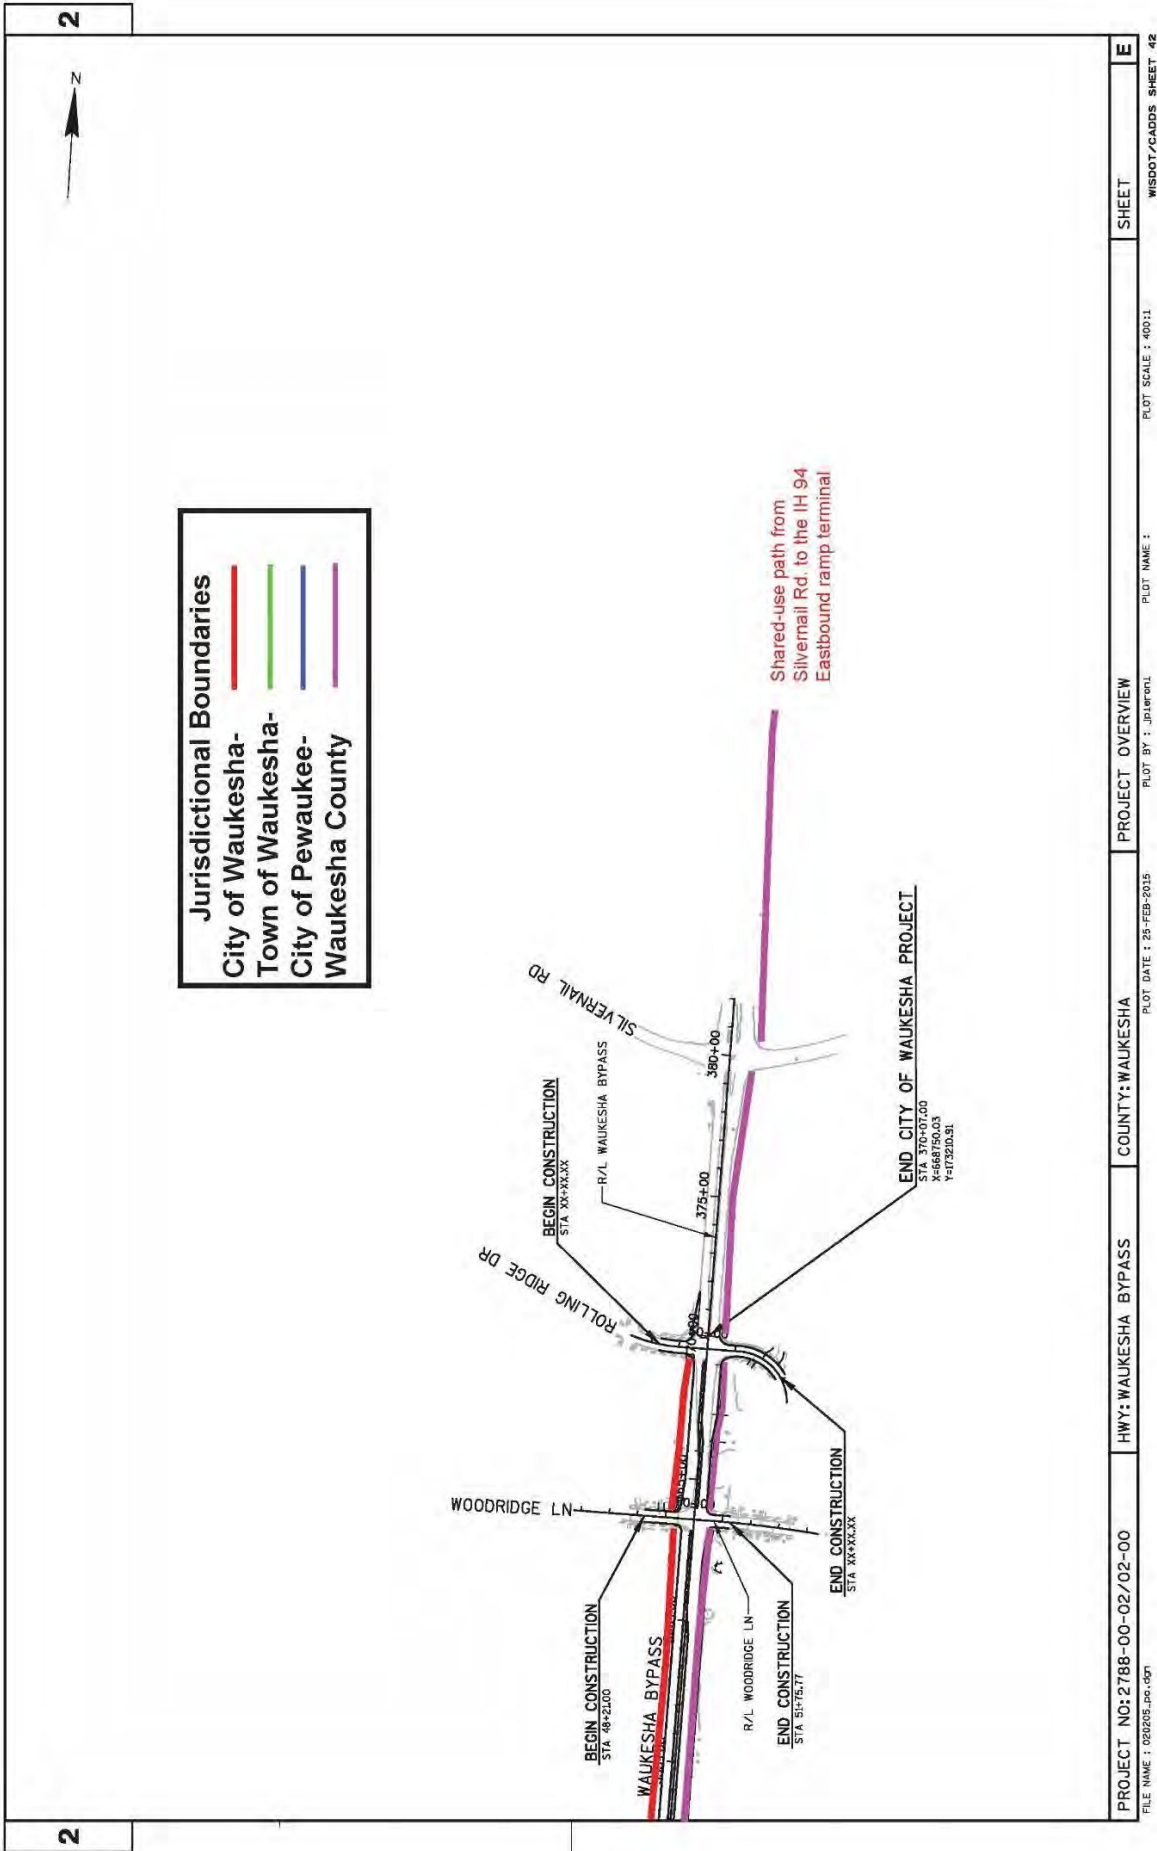 2
N
Jurisdictional Boundaries
City of Waukesha-
Town of Waukesha-
City of Pewaukee-
Waukesha County
Shared-use path from
Silvernail Rd. to the IH 94
Eastbound ramp terminal
SILVERNAIL RD
R/L WAUKESHA BYPASS
380+00
375+00
BEGIN CONSTRUCTION
STA XX+XX.XX
ROLLING RIDGE DR
END CITY OF WAUKESHA PROJECT
STA 370+07.00
X=668750.03
Y=173210.91
WOODRIDGE LN
END CONSTRUCTION
STA XX+XX.XX
BEGIN CONSTRUCTION
STA 48+21.00
WAUKESHA BYPASS
R/L WOODRIDGE LN
END CONSTRUCTION
STA 51+75.77
2
PROJECT NO: 2788-00-02/02-00
HWY: WAUKESHA BYPASS
COUNTY: WAUKESHA
PROJECT OVERVIEW
SHEET
E
FILE NAME : 020205_po.dgn
PLOT DATE : 25-FEB-2015
PLOT BY : jpieroni
PLOT NAME :
PLOT SCALE : 400:1
WISDOT/CADDS SHEET 42